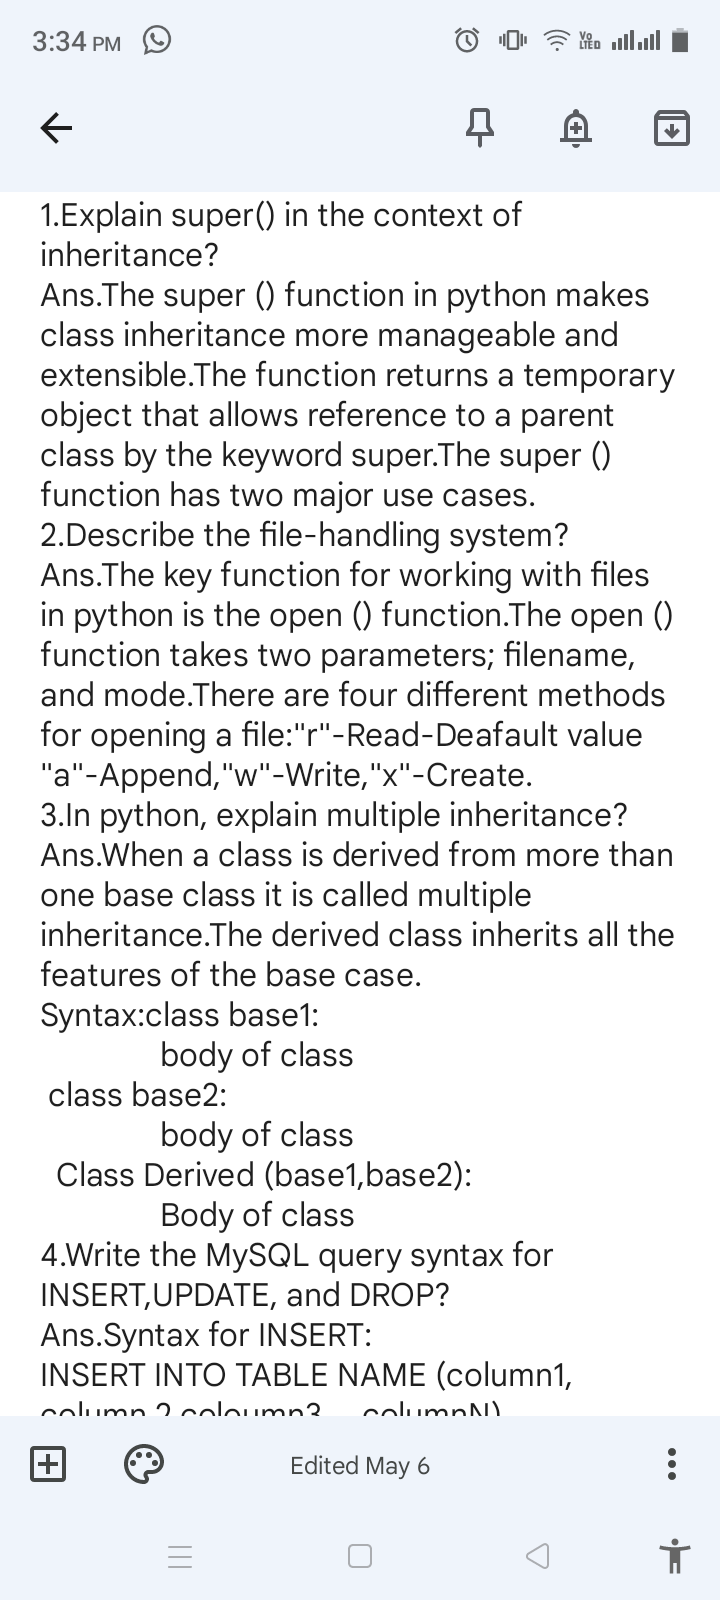 3:34 PM
Vo
LTE
1.Explain super() in the context of
inheritance?
Ans.The super () function in python makes
class inheritance more manageable and
extensible.The function returns a temporary
object that allows reference to a parent
class by the keyword super.The super ()
function has two major use cases.
2.Describe the file-handling system?
Ans.The key function for working with files
in python is the open () function.The open ()
function takes two parameters; filename,
and mode.There are four different methods
for opening a file:"r"-Read-Deafault value
"a"-Append,"w"-Write,"x"-Create.
3.In python, explain multiple inheritance?
Ans.When a class is derived from more than
one base class it is called multiple
inheritance.The derived class inherits all the
features of the base case.
Syntax:class base1:
body of class
class base2:
body of class
Class Derived (base1,base2):
Body of class
4.Write the MySQL query syntax for
INSERT,UPDATE, and DROP?
Ans.Syntax for INSERT:
INSERT INTO TABLE NAME (column1,
column 2,coloumn3 columnN)
Edited May 6